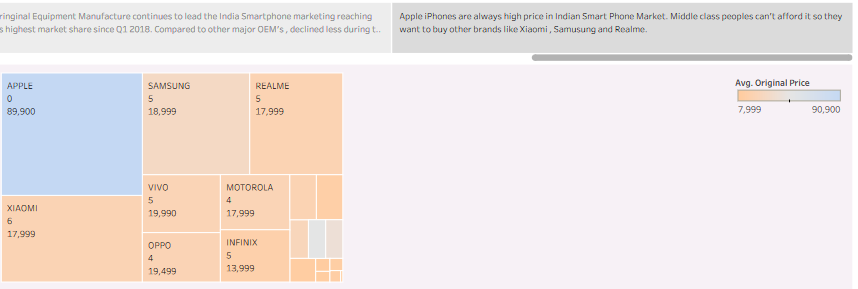 ringinal Equipment Manufacture continues to lead the India Smartphone marketing reaching
s highest market share since Q1 2018. Compared to other major OEM's , declined less during t..
Apple iPhones are always high price in Indian Smart Phone Market. Middle class peoples can't afford it so they
want to buy other brands like Xiaomi , Samusung and Realme.
APPLE
0
89,900
SAMSUNG
5
18,999
REALME
5
17,999
XIAOMI
6
17,999
VIVO
5
19,990
MOTOROLA
4
17,999
OPPO
4
19,499
INFINIX
5
13,999
Avg. Original Price
7,999 90,900